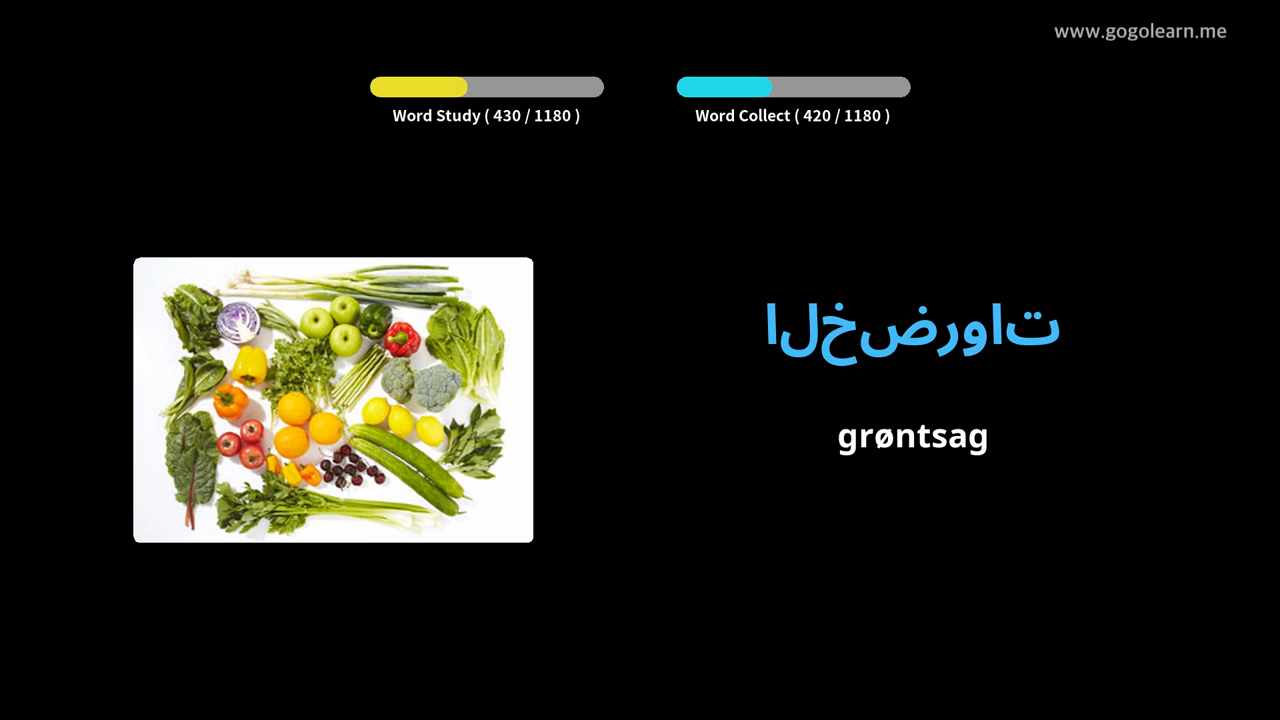 www.gogolearn.me
Word Study ( 430 / 1180 )
Word Collect ( 420 / 1180 )
الخضروات
grøntsag